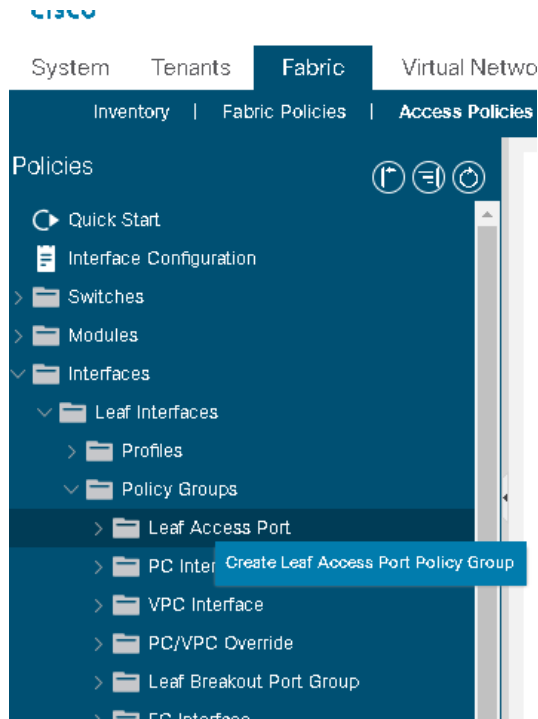 System Tenants Fabric Virtual Netwo
Inventory | Fabric Policies | Access Policies
Policies
Quick Start
Interface Configuration
Switches
Modules
Interfaces
Leaf Interfaces
Profiles
Policy Groups
Leaf Access Port
PC Inter
Create Leaf Access Port Policy Group
VPC Interface
PC/VPC Override
Leaf Breakout Port Group
FC Interface